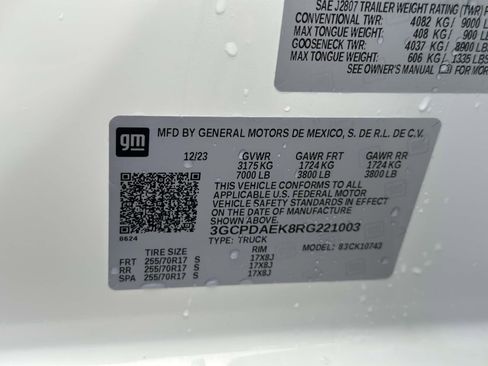 SAE J2807 TRAILER WEIGHT RATING (TWR)
CONVENTIONAL TWR: 4082 KG / 9000 LB
MAX TONGUE WEIGHT: 408 KG / 900 LB
GOOSENECK TWR: 4037 KG / 8900 LB
MAX TONGUE WEIGHT: 606 KG / 1335 LBS
SEE OWNER'S MANUAL FOR MOR
gm MFD BY GENERAL MOTORS DE MEXICO, S. DE R.L. DE C.V.
12/23 GVWR GAWR FRT GAWR RR
3175 KG 1724 KG 1724 KG
7000 LB 3800 LB 3800 LB
THIS VEHICLE CONFORMS TO ALL
APPLICABLE U.S. FEDERAL MOTOR
VEHICLE SAFETY STANDARDS IN EFFECT
ON THE DATE OF MANUFACTURE
SHOWN ABOVE.
3GCPDAEK8RG221003
8624 TYPE: TRUCK MODEL: 83CK10743
TIRE SIZE RIM
FRT 255/70R17 S 17X8J
RR 255/70R17 S 17X8J
SPA 255/70R17 S 17X8J